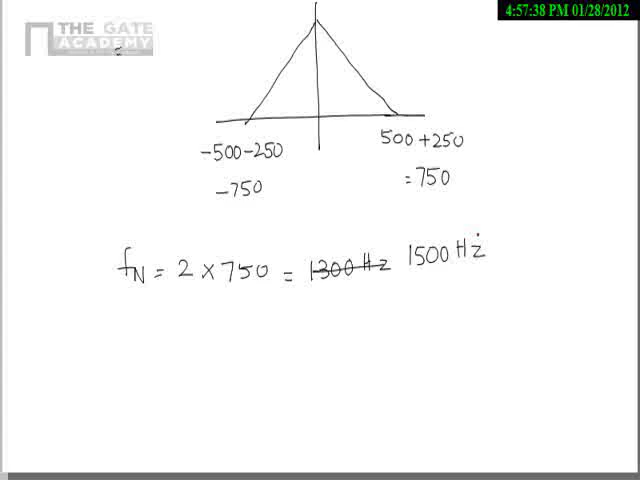 THE GATE
ACADEMY
4:57:38 PM 01/28/2012
-500-250
500+250
-750
=750
fN = 2 × 750 = 1300 Hz 1500 Hz